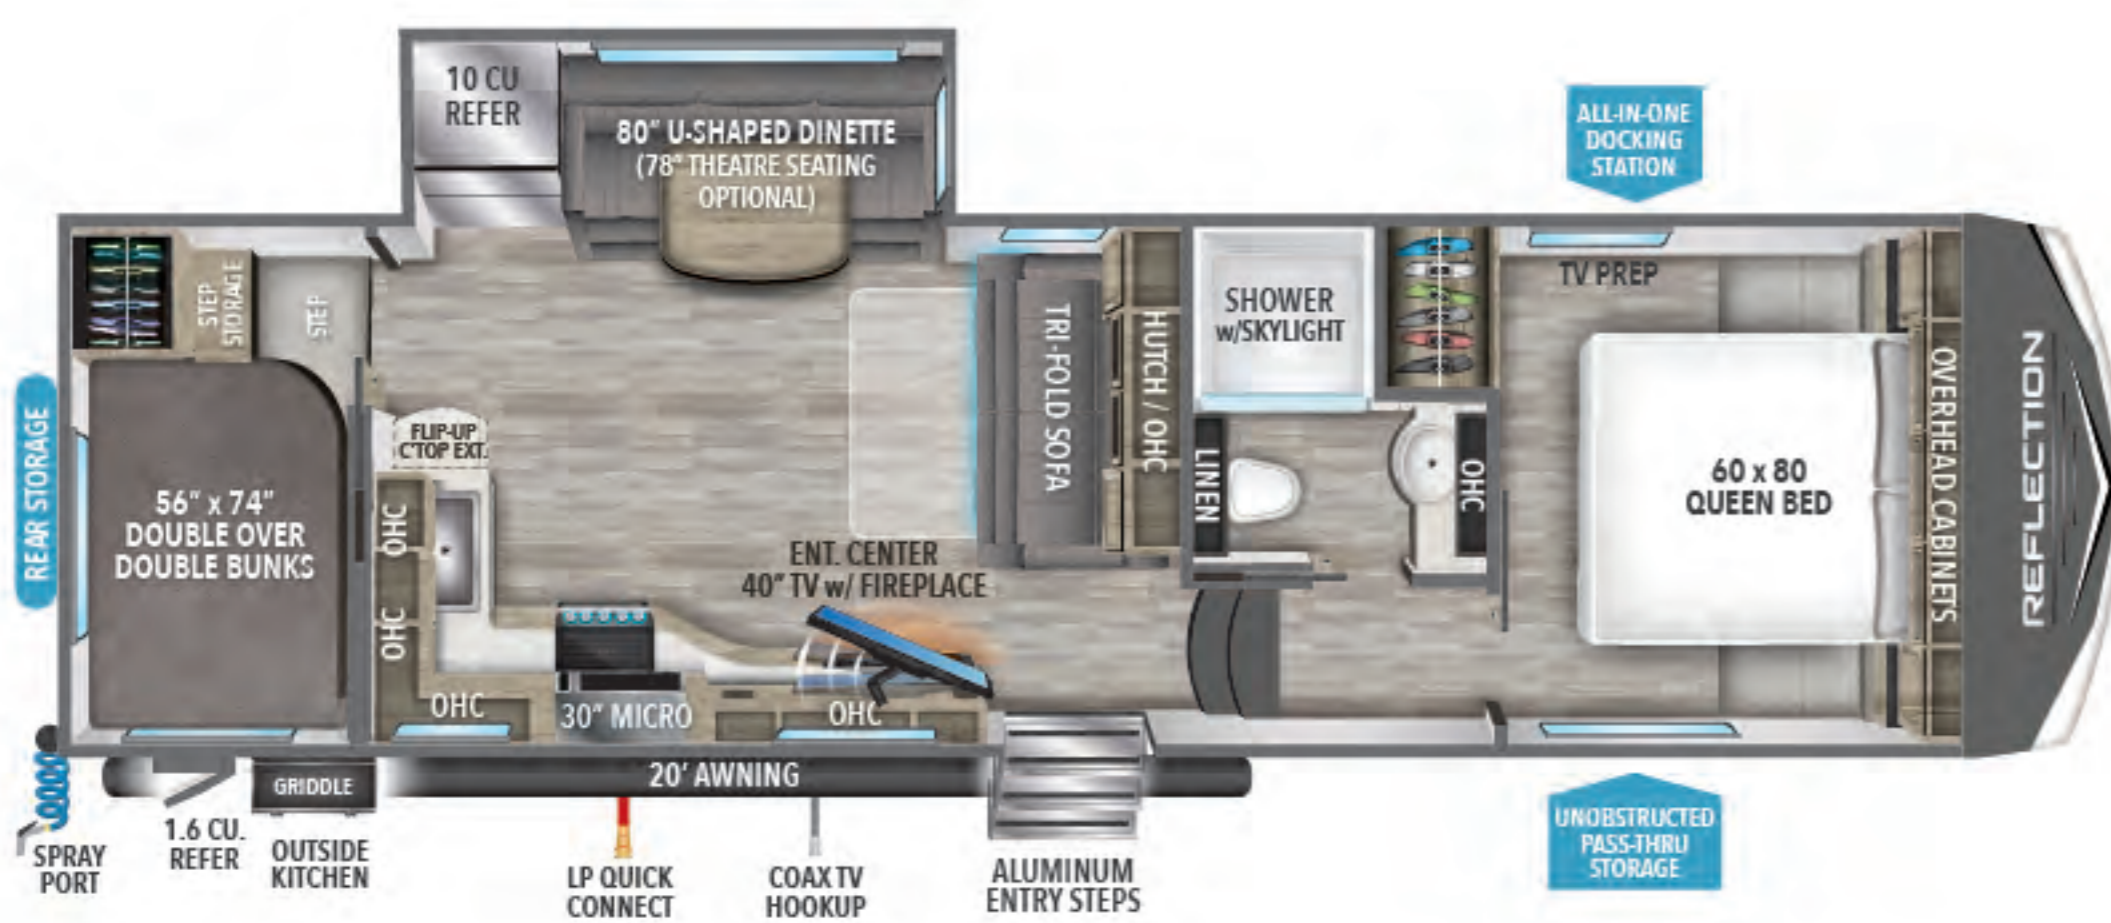 10 CU
REFER
80" U-SHAPED DINETTE
(78" THEATRE SEATING
OPTIONAL)
ALL-IN-ONE
DOCKING
STATION
STEP
STORAGE
STEP
TRI-FOLD SOFA
HUTCH / OHC
SHOWER
w/SKYLIGHT
TV PREP
REAR STORAGE
56" x 74"
DOUBLE OVER
DOUBLE BUNKS
FLIP-UP
C'TOP EXT.
OHC
OHC
OHC
30" MICRO
ENT. CENTER
40" TV w/ FIREPLACE
OHC
LINEN
OHC
60 x 80
QUEEN BED
OVERHEAD CABINETS
REFLECTION
20' AWNING
GRIDDLE
SPRAY
PORT
1.6 CU.
REFER
OUTSIDE
KITCHEN
LP QUICK
CONNECT
COAX TV
HOOKUP
ALUMINUM
ENTRY STEPS
UNOBSTRUCTED
PASS-THRU
STORAGE